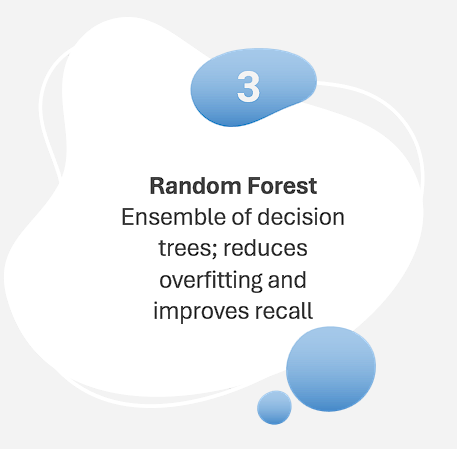 3
Random Forest
Ensemble of decision
trees; reduces
overfitting and
improves recall